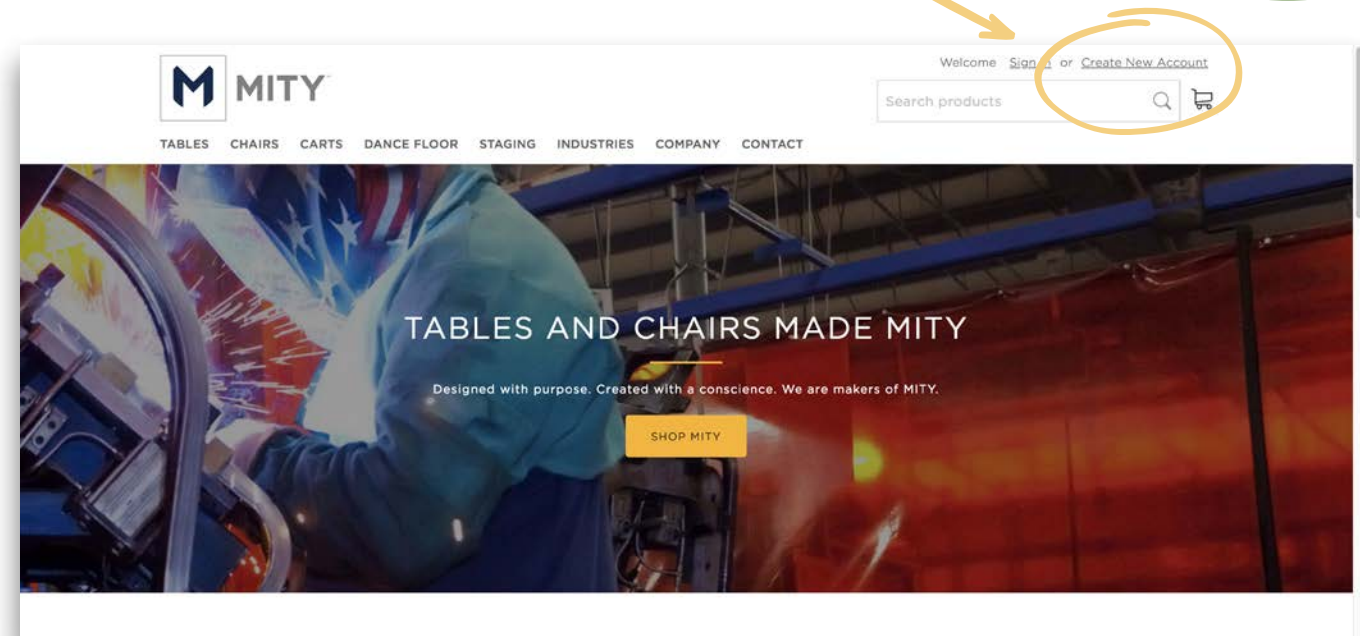 Welcome Sign In or Create New Account
M MITY
Search products
TABLES CHAIRS CARTS DANCE FLOOR STAGING INDUSTRIES COMPANY CONTACT
TABLES AND CHAIRS MADE MITY
Designed with purpose. Created with a conscience. We are makers of MITY.
SHOP MITY